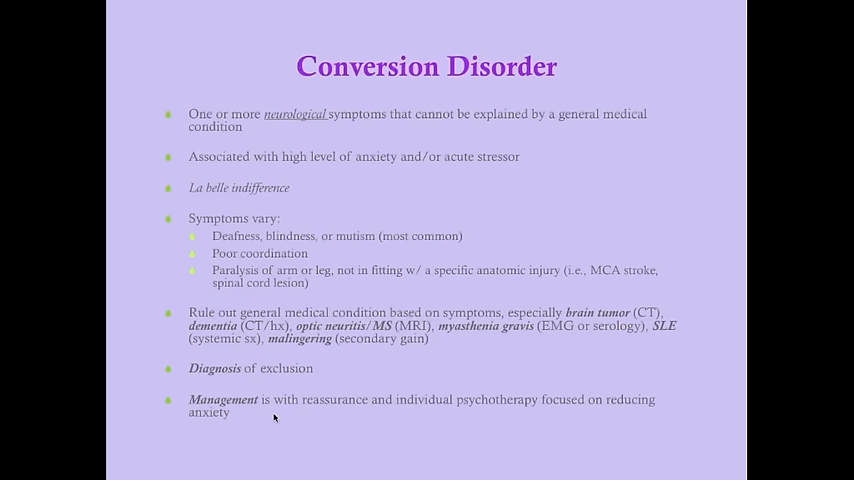 Conversion Disorder
One or more neurological symptoms that cannot be explained by a general medical
condition
Associated with high level of anxiety and/or acute stressor
La belle indifference
Symptoms vary:
Deafness, blindness, or mutism (most common)
Poor coordination
Paralysis of arm or leg, not in fitting w/ a specific anatomic injury (i.e., MCA stroke,
spinal cord lesion)
Rule out general medical condition based on symptoms, especially brain tumor (CT),
dementia (CT/hx), optic neuritis/MS (MRI), myasthenia gravis (EMG or serology), SLE
(systemic sx), malingering (secondary gain)
Diagnosis of exclusion
Management is with reassurance and individual psychotherapy focused on reducing
anxiety